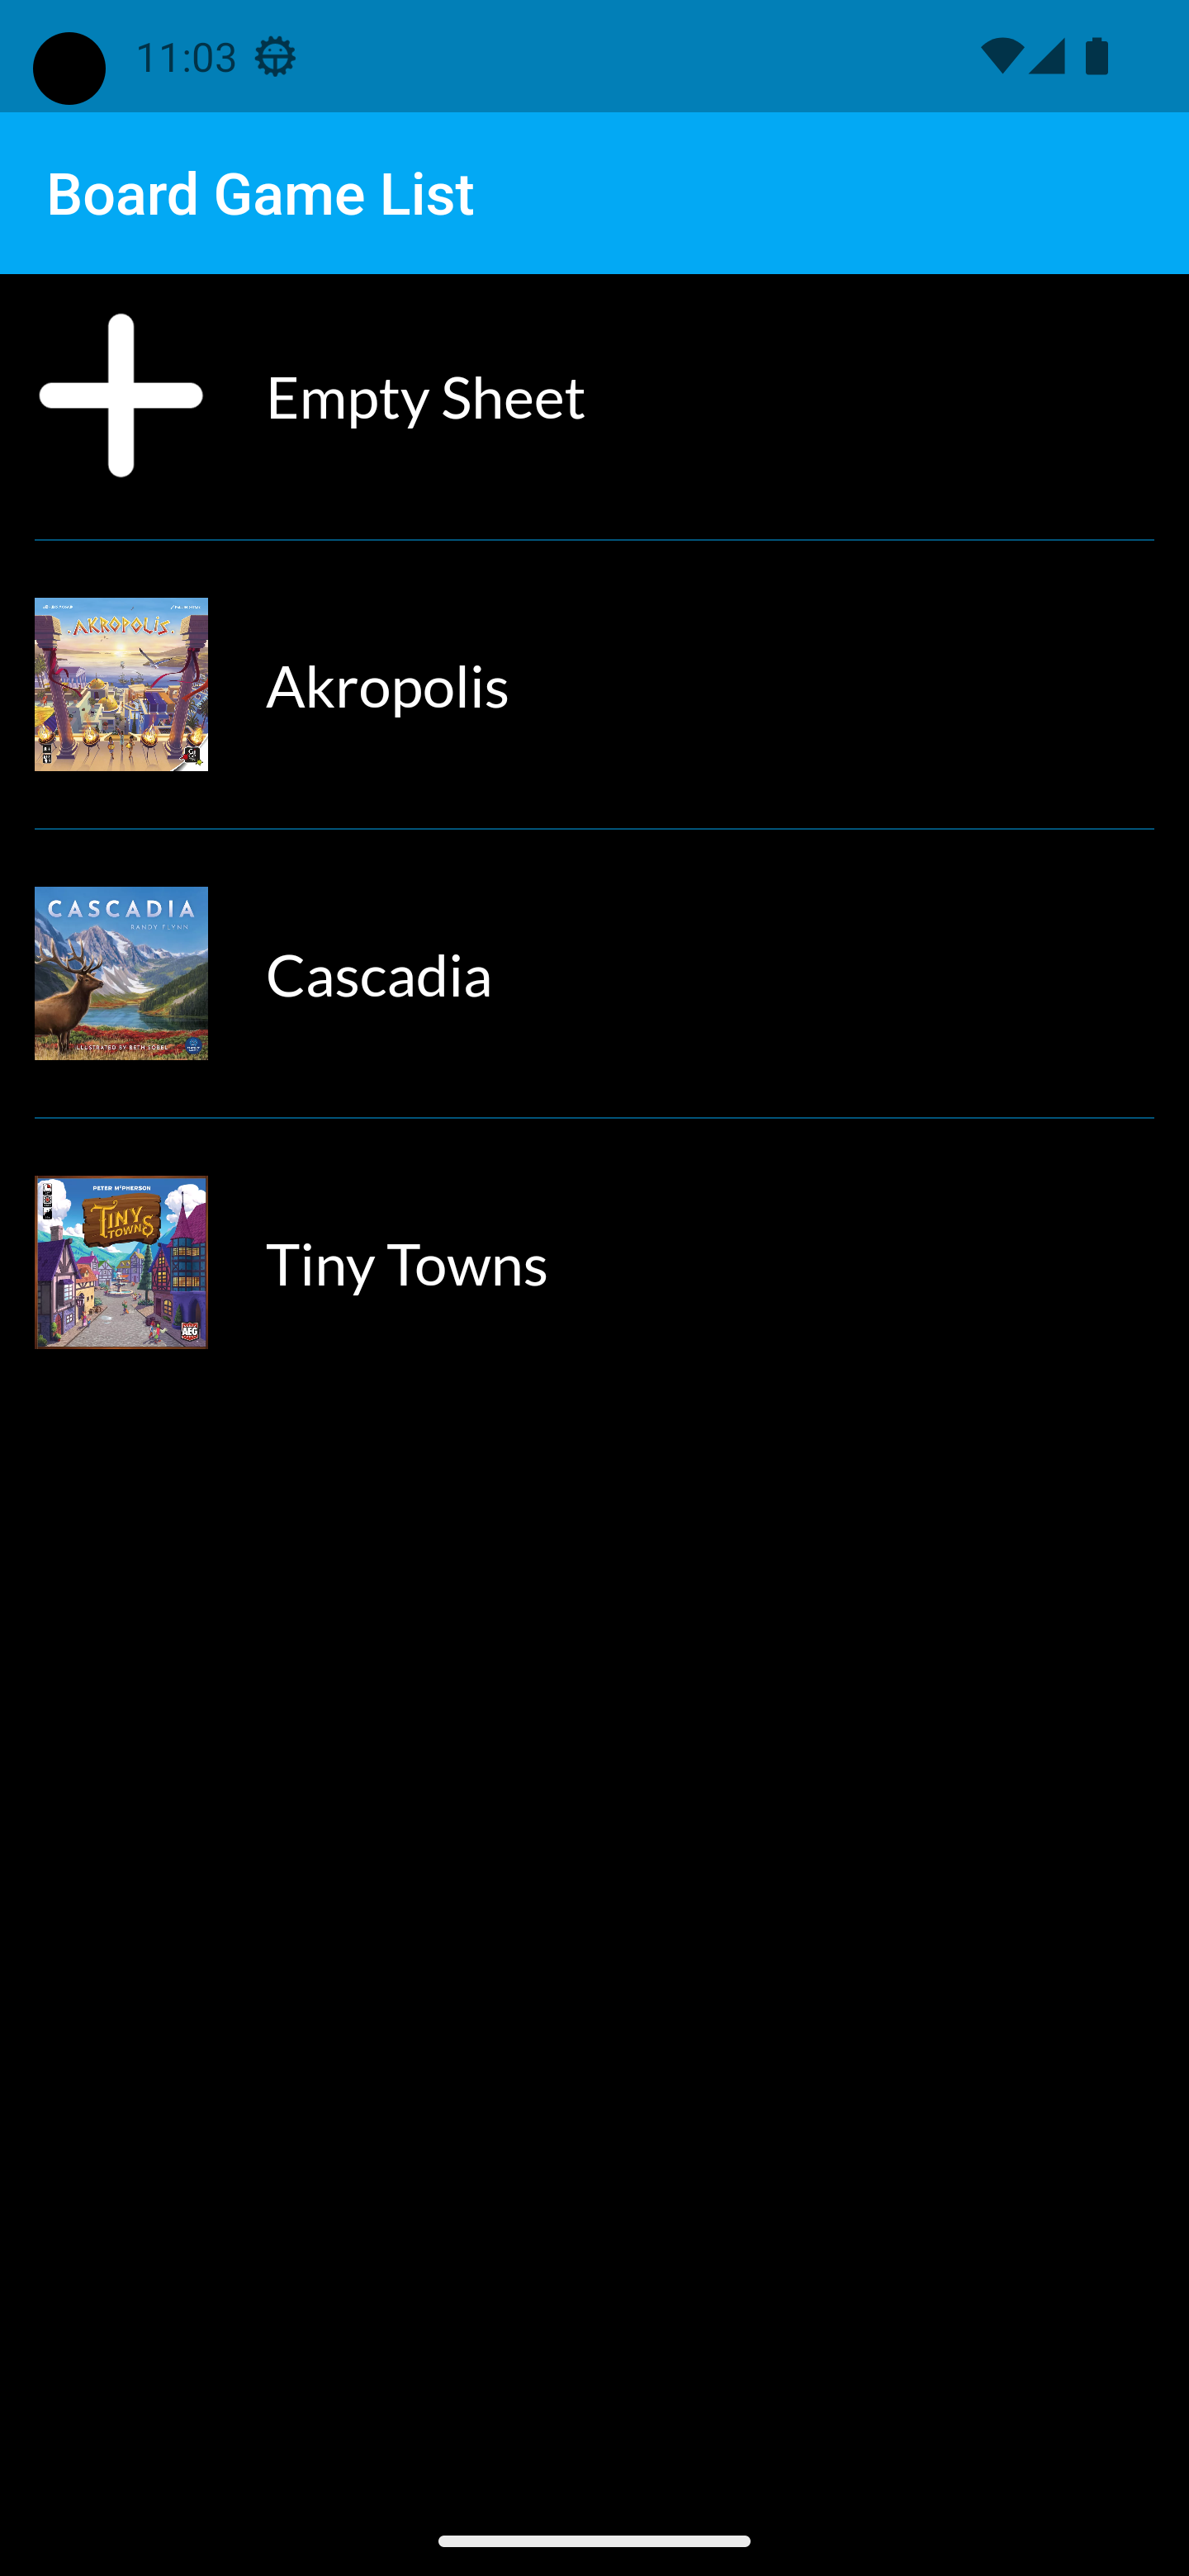 11:03
Board Game List
Empty Sheet
AKROPOLIS
Akropolis
CASCADIA
RANDY FLYNN
ILLUSTRATED BY BETH SOBEL
Cascadia
PETER McPHERSON
TINY
TOWNS
AEG
Tiny Towns